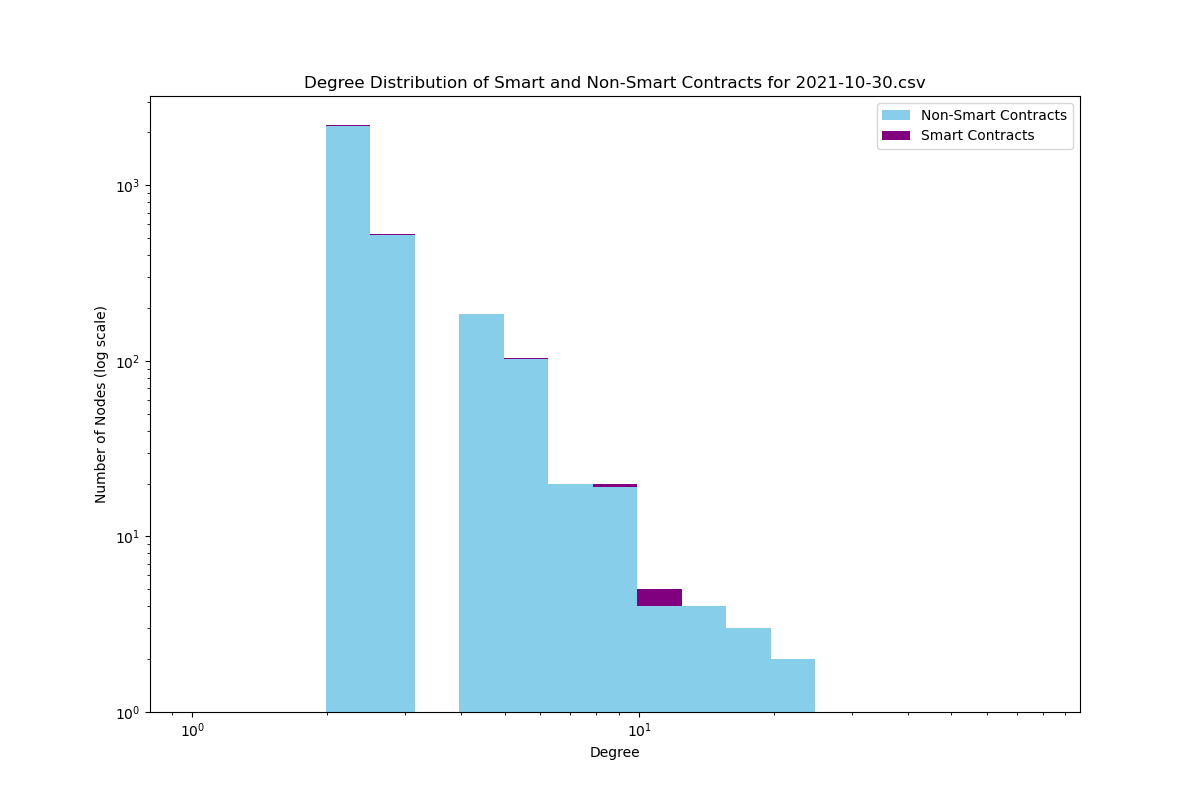 Degree Distribution of Smart and Non-Smart Contracts for 2021-10-30.csv
Non-Smart Contracts
Smart Contracts
Number of Nodes (log scale)
10³
10²
10¹
10⁰
10⁰ 10¹
Degree